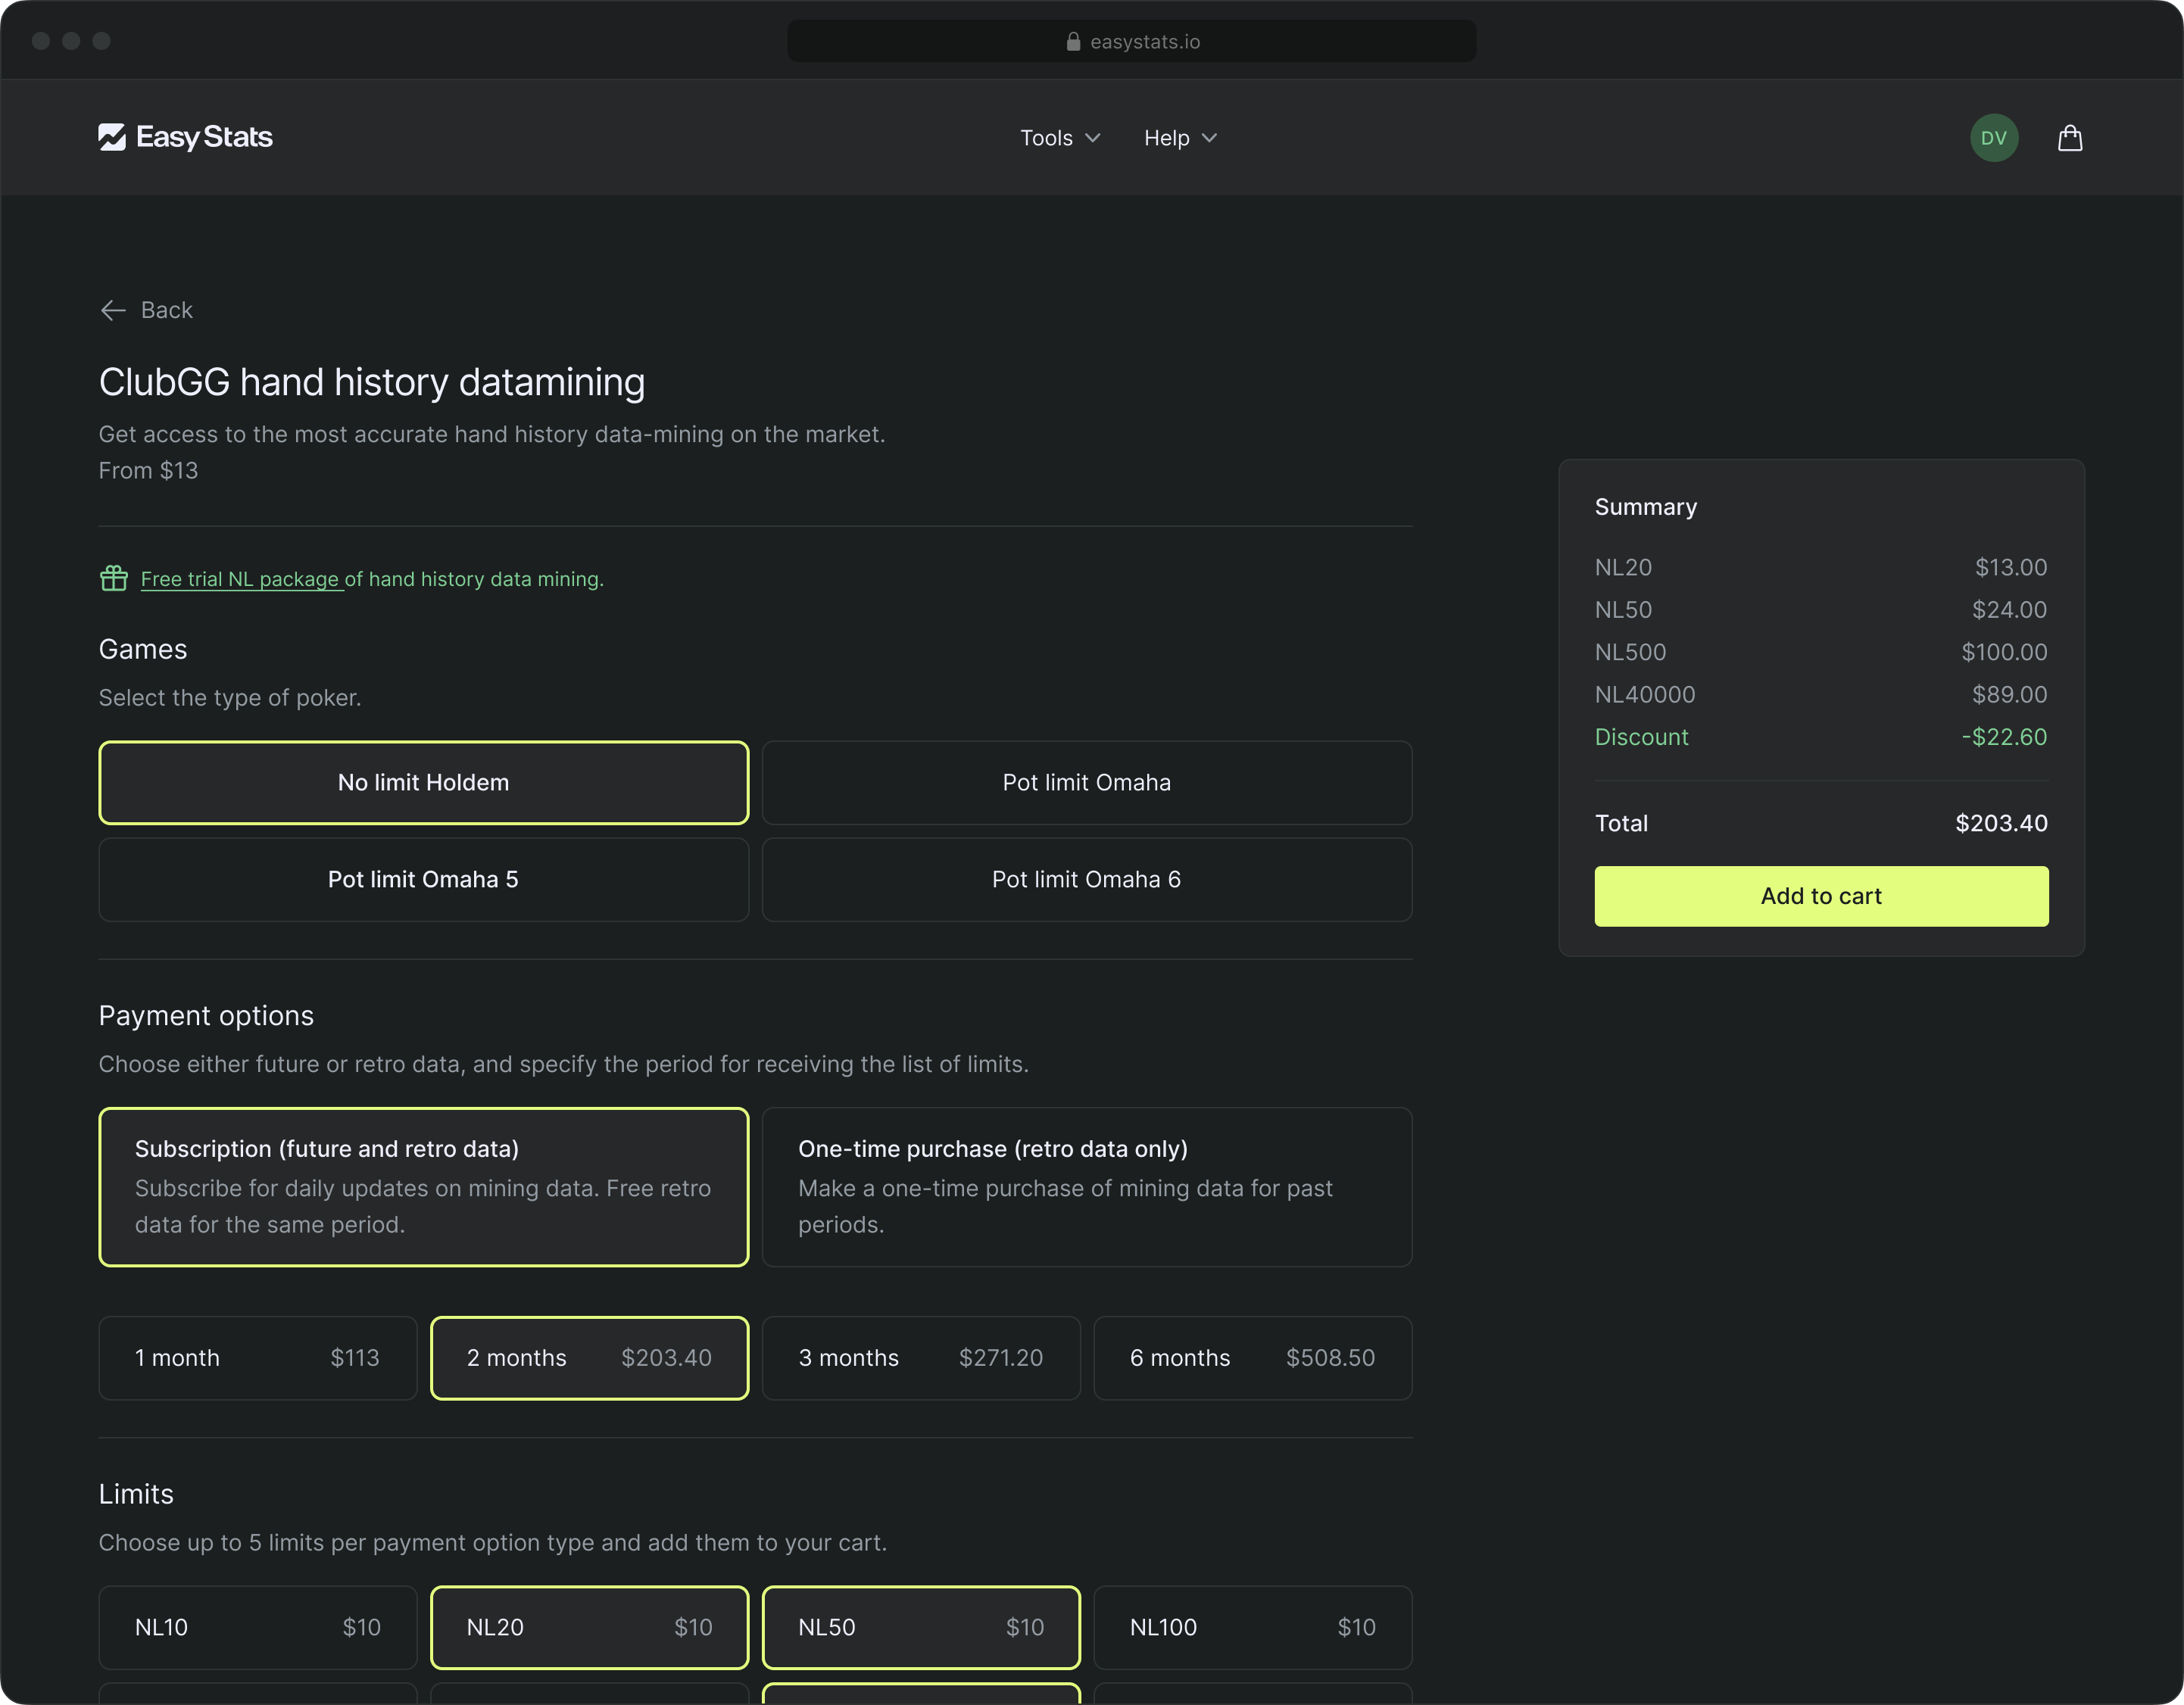 easystats.io
Easy Stats
Tools
Help
DV
Back
ClubGG hand history datamining
Get access to the most accurate hand history data-mining on the market.
From $13
Free trial NL package of hand history data mining.
Games
Select the type of poker.
No limit Holdem
Pot limit Omaha
Pot limit Omaha 5
Pot limit Omaha 6
Payment options
Choose either future or retro data, and specify the period for receiving the list of limits.
Subscription (future and retro data)
Subscribe for daily updates on mining data. Free retro
data for the same period.
One-time purchase (retro data only)
Make a one-time purchase of mining data for past
periods.
1 month $113
2 months $203.40
3 months $271.20
6 months $508.50
Limits
Choose up to 5 limits per payment option type and add them to your cart.
NL10 $10
NL20 $10
NL50 $10
NL100 $10
Summary
NL20 $13.00
NL50 $24.00
NL500 $100.00
NL40000 $89.00
Discount -$22.60
Total $203.40
Add to cart